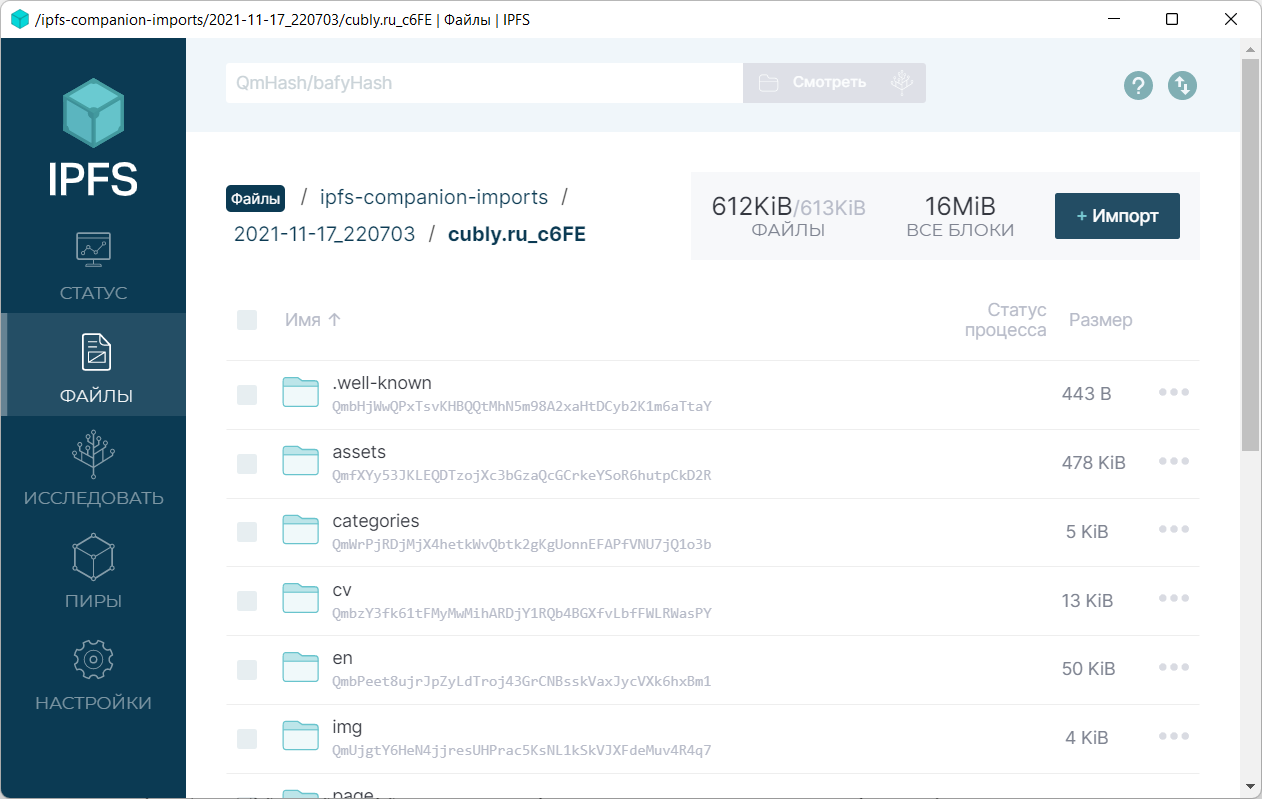 /ipfs-companion-imports/2021-11-17_220703/cubly.ru_c6FE | Файлы | IPFS
QmHash/bafyHash
Смотреть
?
IPFS
СТАТУС
ФАЙЛЫ
ИССЛЕДОВАТЬ
ПИРЫ
НАСТРОЙКИ
Файлы / ipfs-companion-imports /
2021-11-17_220703 / cubly.ru_c6FE
612KiB/613KiB
ФАЙЛЫ
16MiB
ВСЕ БЛОКИ
+ Импорт
Имя ↑
Статус
процесса
Размер
.well-known
QmbHjWwQPxTsvKHBQQtMhN5m98A2xaHtDCyb2K1m6aTtaY
443 B
assets
QmfXYy53JKLEQDTzojXc3bGzaQcGCrkeYSoR6hutpCkD2R
478 KiB
categories
QmWrPjRDjMjX4hetkWvQbtk2gKgUonnEFAPfVNU7jQ1o3b
5 KiB
cv
QmbzY3fk61tFMyMwMihARDjY1RQb4BGXfvLbfFWLRWasPY
13 KiB
en
QmbPeet8ujrJpZyLdTroj43GrCNBsskVaxJycVXk6hxBm1
50 KiB
img
QmUjgtY6HeN4jjresUHPrac5KsNL1kSkVJXFdeMuv4R4q7
4 KiB
page